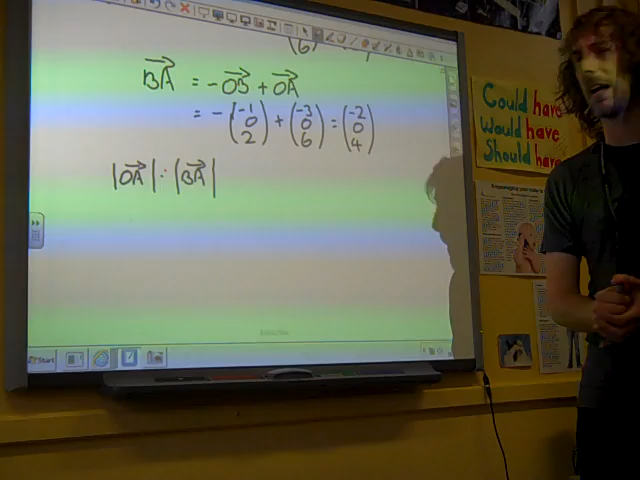 BA = -OB + OA
= - (-1 0 2) + (-3 0 6) = (-2 0 4)
|OA| : |BA|
Start
Could have
Would have
Should have